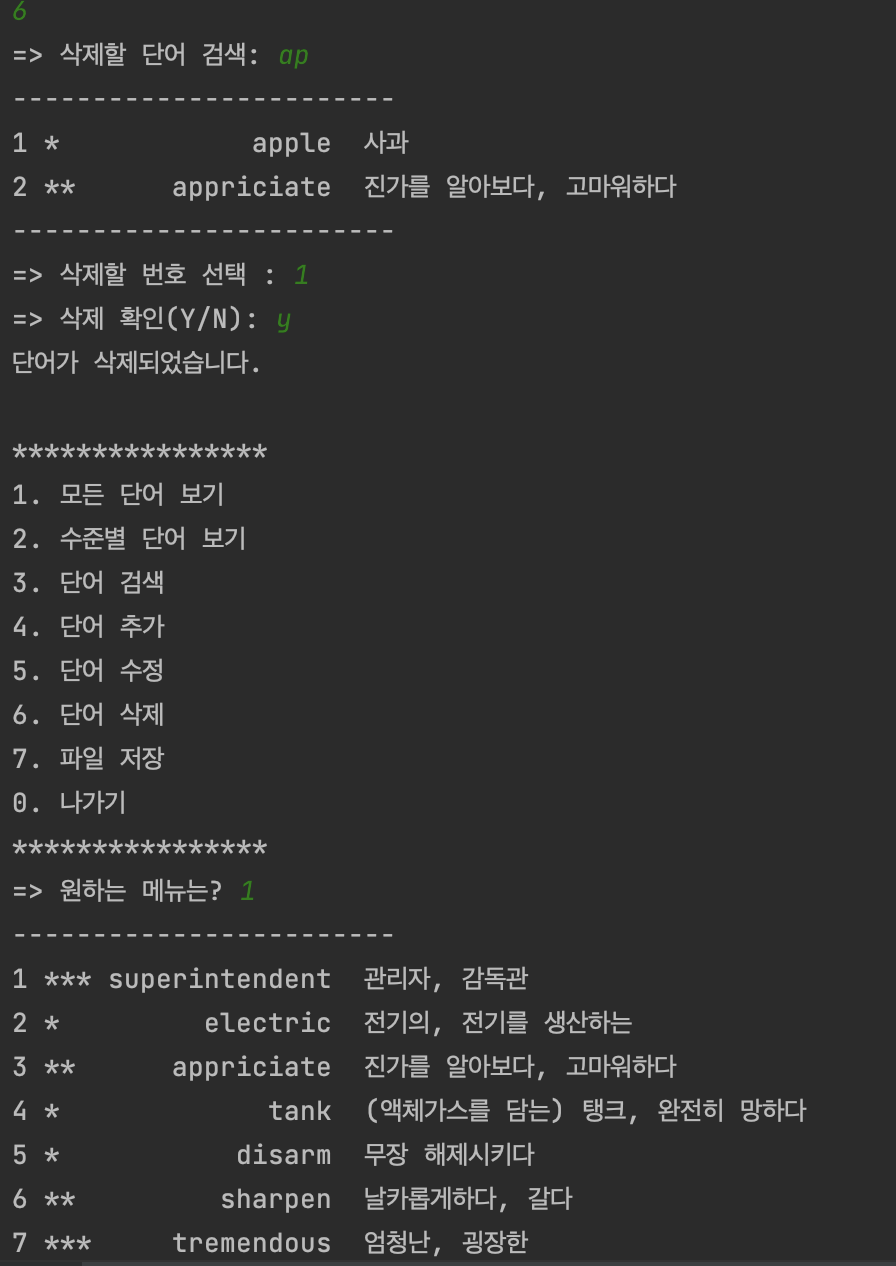 6
=> 삭제할 단어 검색: ap
------------------------
1 *            apple  사과
2 **      appriciate  진가를 알아보다, 고마워하다
------------------------
=> 삭제할 번호 선택 : 1
=> 삭제 확인(Y/N): y
단어가 삭제되었습니다.
****************
1. 모든 단어 보기
2. 수준별 단어 보기
3. 단어 검색
4. 단어 추가
5. 단어 수정
6. 단어 삭제
7. 파일 저장
0. 나가기
****************
=> 원하는 메뉴는? 1
------------------------
1 *** superintendent  관리자, 감독관
2 *         electric  전기의, 전기를 생산하는
3 **      appriciate  진가를 알아보다, 고마워하다
4 *             tank  (액체가스를 담는) 탱크, 완전히 망하다
5 *           disarm  무장 해제시키다
6 **         sharpen  날카롭게하다, 갈다
7 ***     tremendous  엄청난, 굉장한